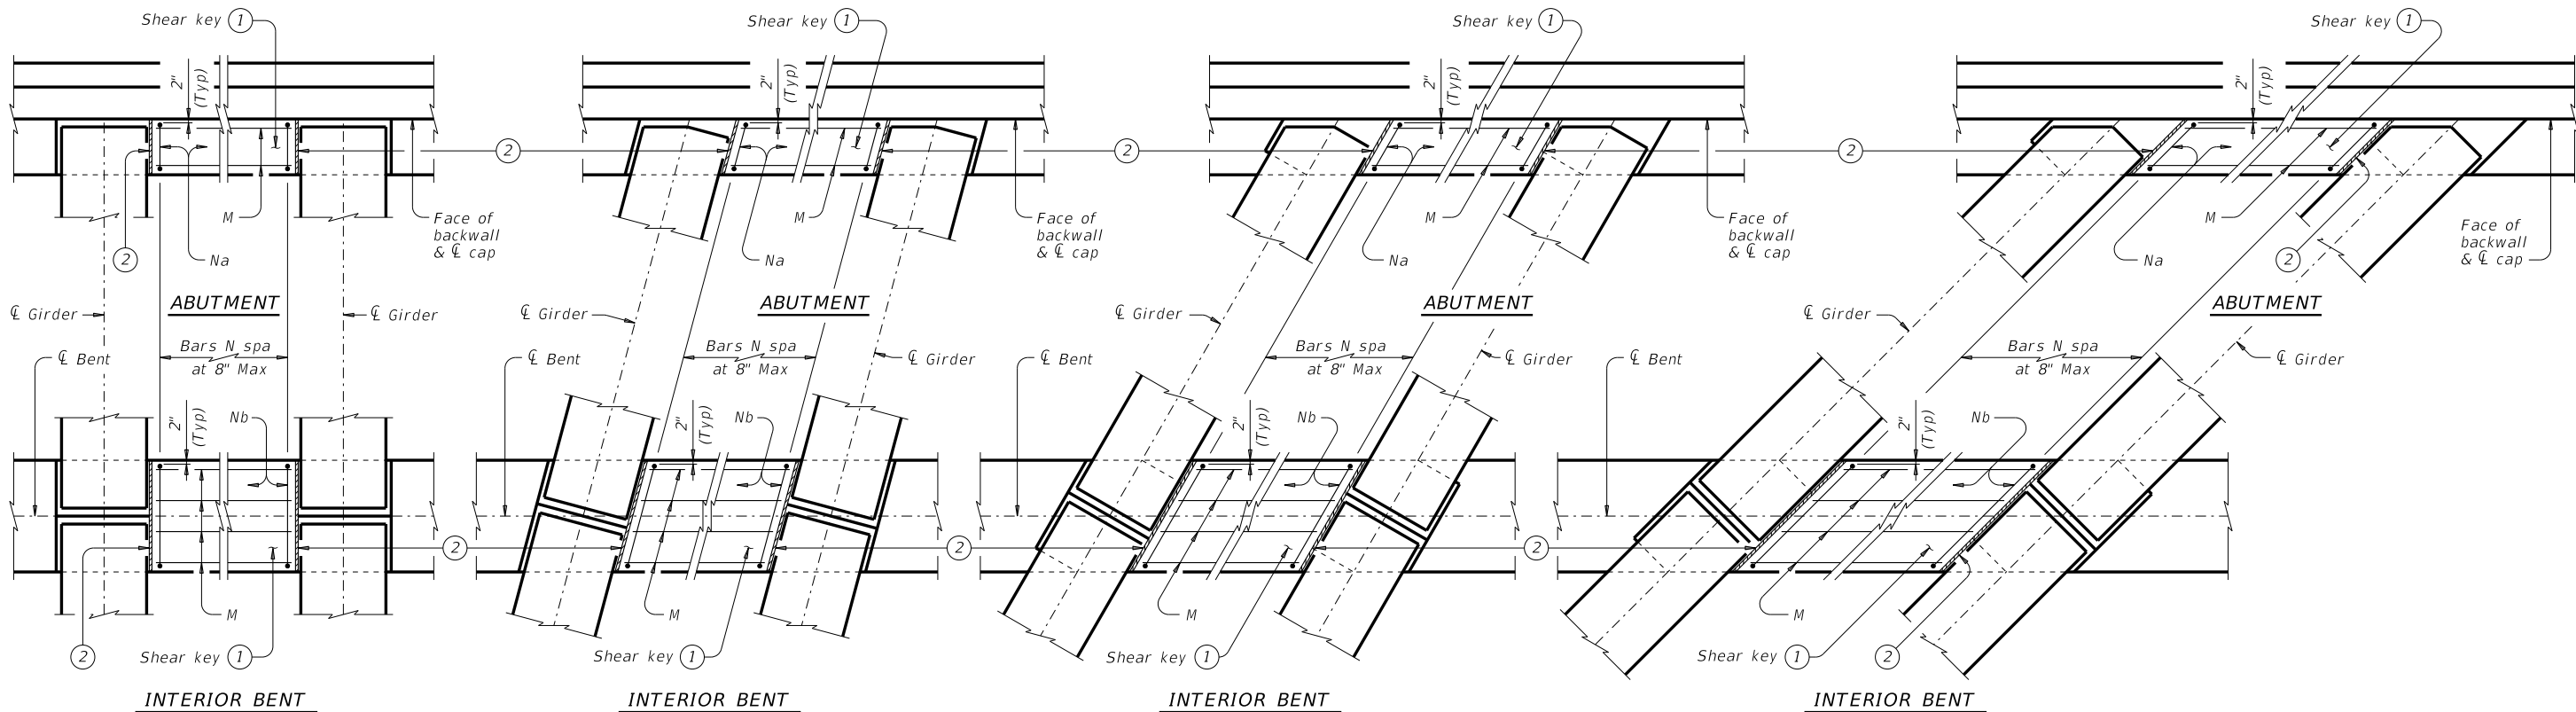 Shear key 1
Shear key 1
Shear key 1
Shear key 1
2"
(Typ)
2"
(Typ)
2"
(Typ)
2"
(Typ)
2
2
2
M
M
M
M
Face of
backwall
& ℄ cap
Face of
backwall
& ℄ cap
Face of
backwall
& ℄ cap
Face of
backwall
& ℄ cap
2
Na
Na
Na
Na
2
ABUTMENT
ABUTMENT
ABUTMENT
ABUTMENT
℄ Girder
℄ Girder
℄ Girder
℄ Girder
℄ Girder
℄ Bent
Bars N spa
at 8" Max
℄ Bent
Bars N spa
at 8" Max
℄ Girder
℄ Bent
Bars N spa
at 8" Max
℄ Girder
℄ Bent
Bars N spa
at 8" Max
℄ Girder
2"
(Typ)
Nb
2"
(Typ)
Nb
2"
(Typ)
Nb
2"
(Typ)
Nb
2
2
2
M
M
M
M
2
Shear key 1
Shear key 1
Shear key 1
Shear key 1
2
INTERIOR BENT
INTERIOR BENT
INTERIOR BENT
INTERIOR BENT